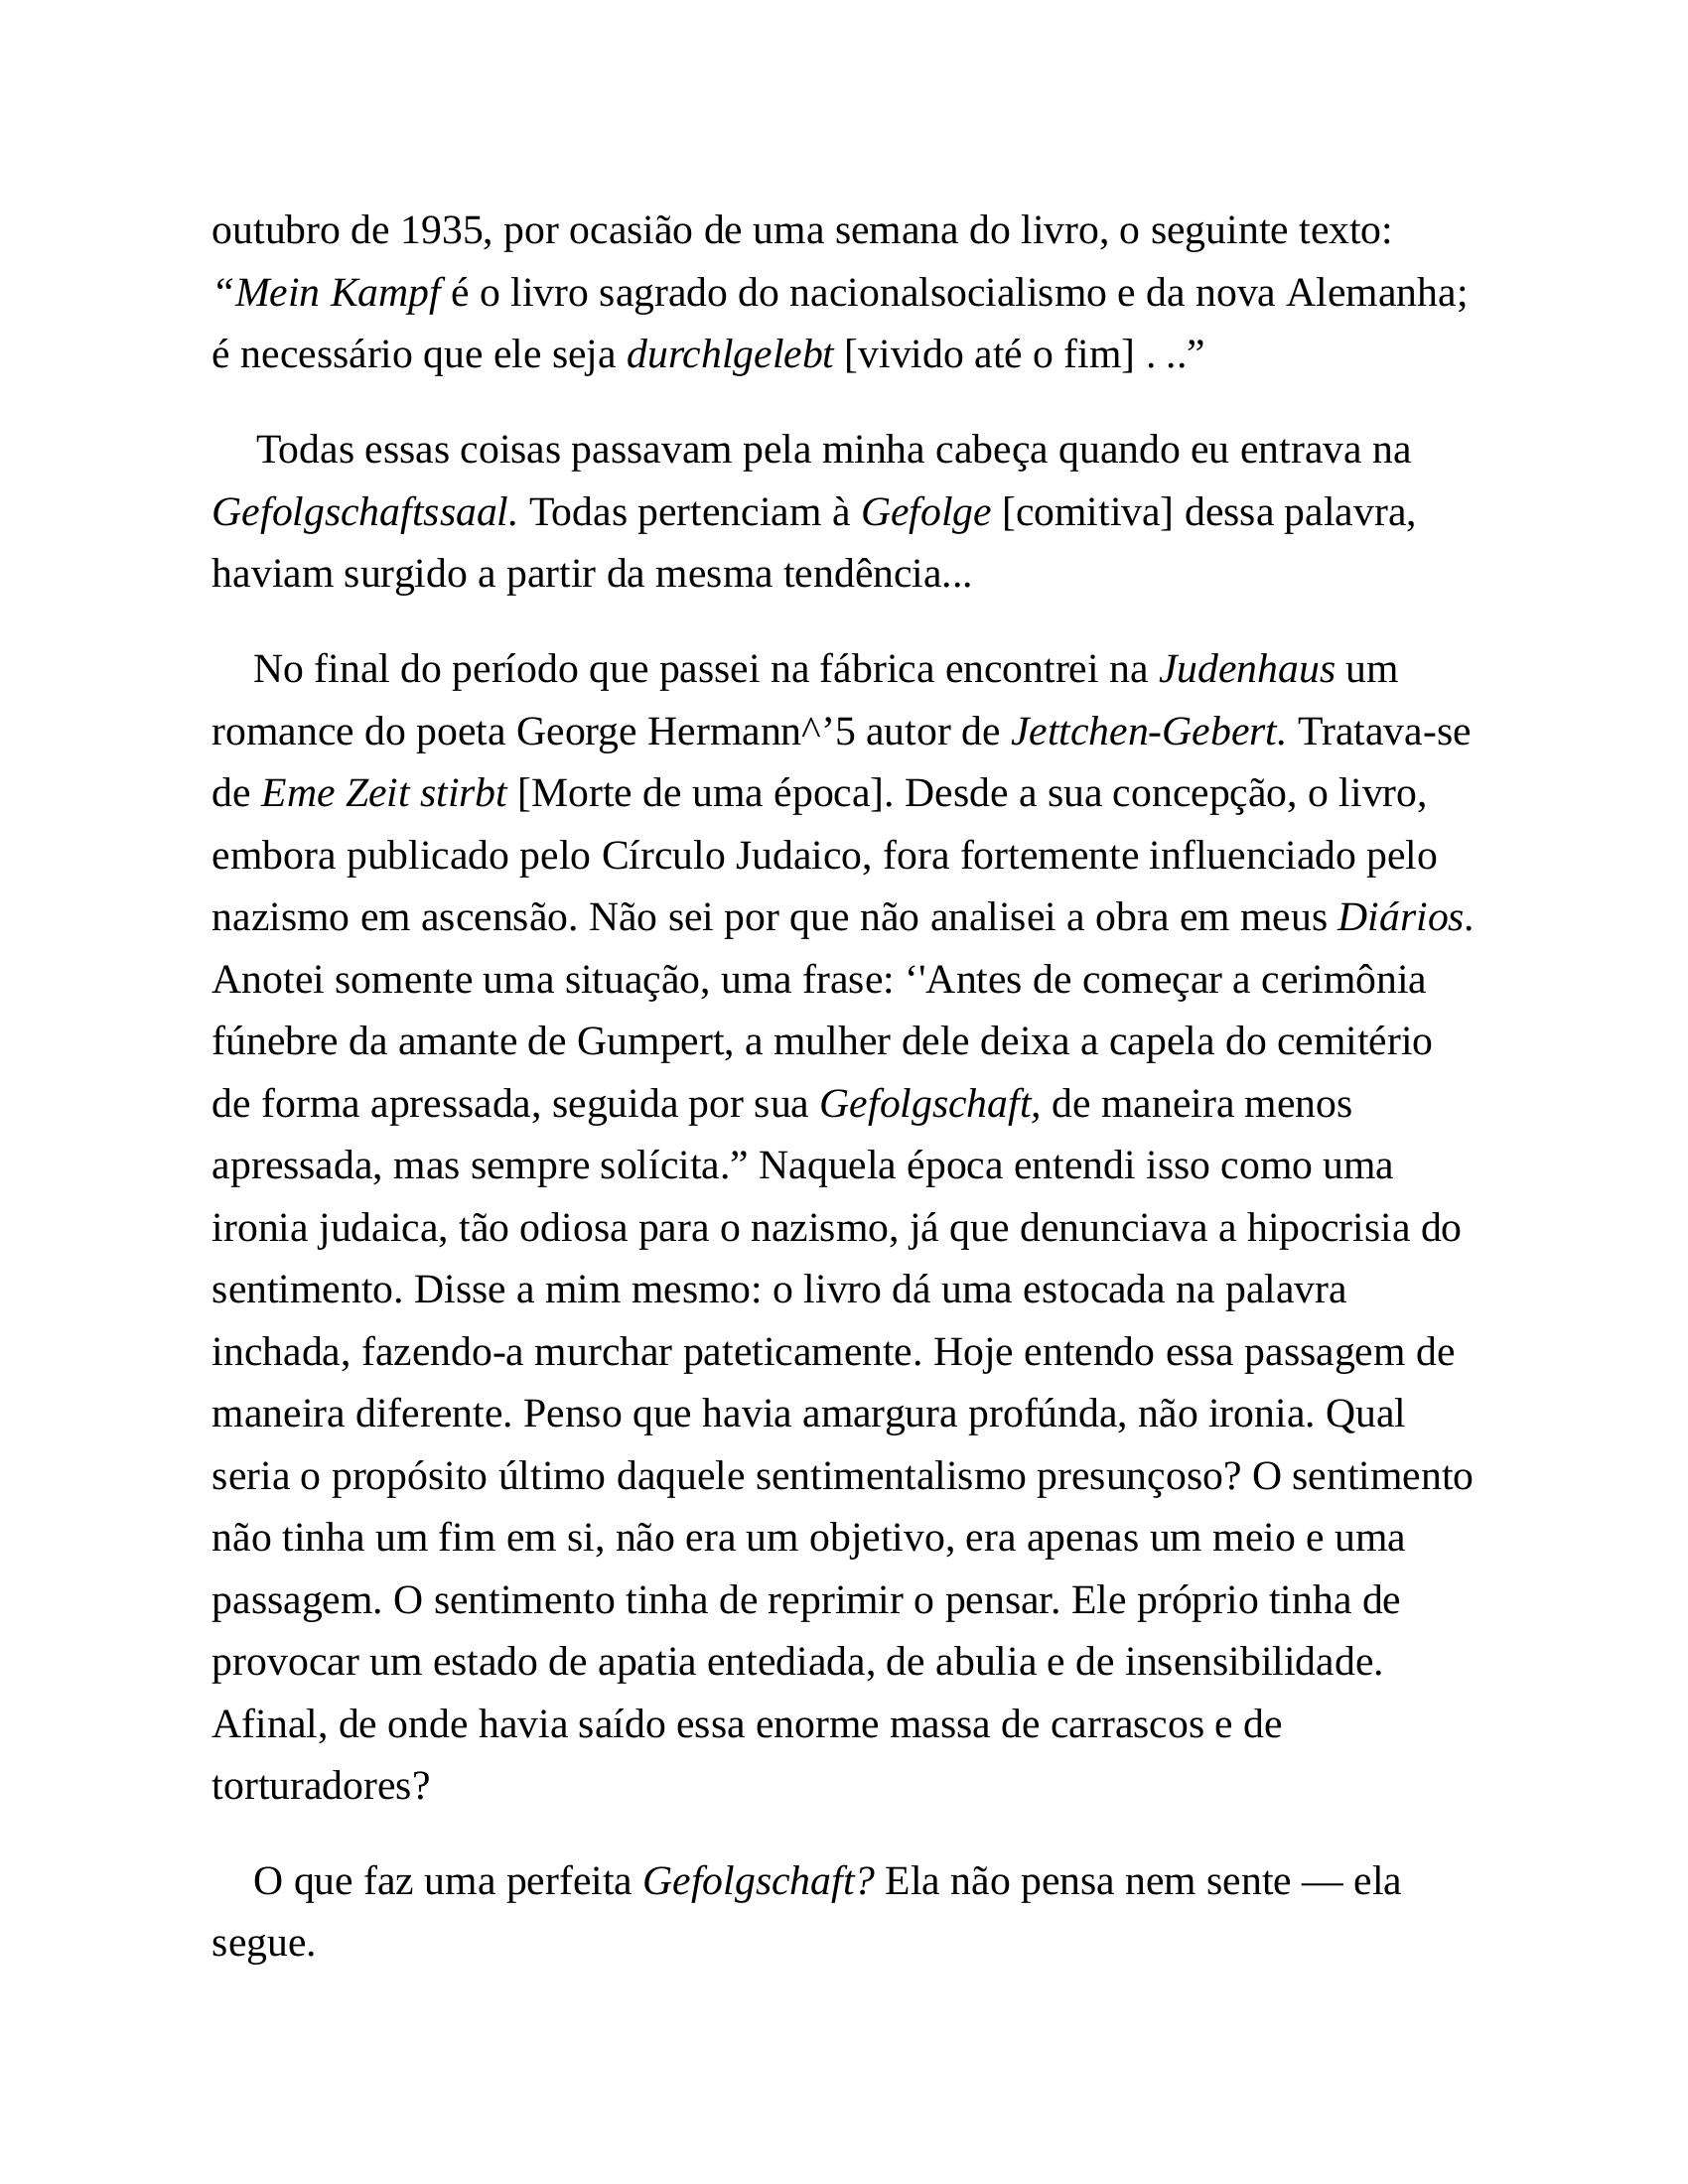 outubro de 1935, por ocasião de uma semana do livro, o seguinte texto:
“Mein Kampf é o livro sagrado do nacionalsocialismo e da nova Alemanha;
é necessário que ele seja durchlgelebt [vivido até o fim] . ..”
Todas essas coisas passavam pela minha cabeça quando eu entrava na
Gefolgschaftssaal. Todas pertenciam à Gefolge [comitiva] dessa palavra,
haviam surgido a partir da mesma tendência...
No final do período que passei na fábrica encontrei na Judenhaus um
romance do poeta George Hermann^’5 autor de Jettchen-Gebert. Tratava-se
de Eme Zeit stirbt [Morte de uma época]. Desde a sua concepção, o livro,
embora publicado pelo Círculo Judaico, fora fortemente influenciado pelo
nazismo em ascensão. Não sei por que não analisei a obra em meus Diários.
Anotei somente uma situação, uma frase: ‘'Antes de começar a cerimônia
fúnebre da amante de Gumpert, a mulher dele deixa a capela do cemitério
de forma apressada, seguida por sua Gefolgschaft, de maneira menos
apressada, mas sempre solícita.” Naquela época entendi isso como uma
ironia judaica, tão odiosa para o nazismo, já que denunciava a hipocrisia do
sentimento. Disse a mim mesmo: o livro dá uma estocada na palavra
inchada, fazendo-a murchar pateticamente. Hoje entendo essa passagem de
maneira diferente. Penso que havia amargura profúnda, não ironia. Qual
seria o propósito último daquele sentimentalismo presunçoso? O sentimento
não tinha um fim em si, não era um objetivo, era apenas um meio e uma
passagem. O sentimento tinha de reprimir o pensar. Ele próprio tinha de
provocar um estado de apatia entediada, de abulia e de insensibilidade.
Afinal, de onde havia saído essa enorme massa de carrascos e de
torturadores?
O que faz uma perfeita Gefolgschaft? Ela não pensa nem sente — ela
segue.